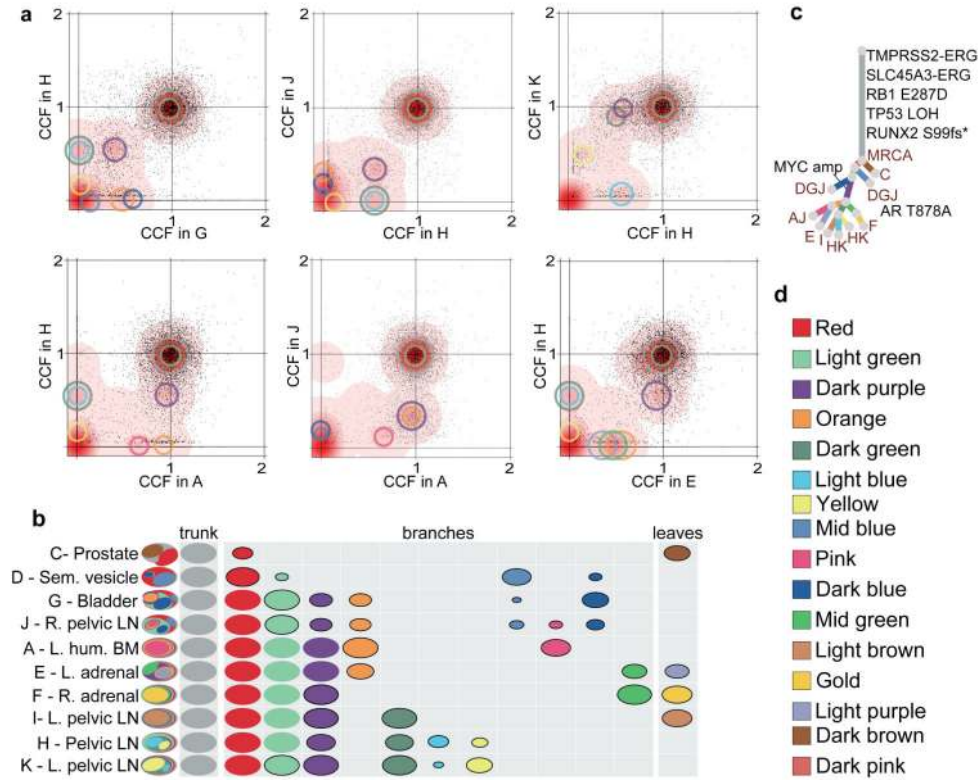 a
2
CCF in H
1
1
2
CCF in G
2
CCF in J
1
1
2
CCF in H
2
CCF in K
1
1
2
CCF in H
2
CCF in H
1
1
2
CCF in A
2
CCF in J
1
1
2
CCF in A
2
CCF in H
1
1
2
CCF in E
c
TMPRSS2-ERG
SLC45A3-ERG
RB1 E287D
TP53 LOH
RUNX2 S99fs*
MRCA
MYC amp
C
DGJ
DGJ
AR T878A
AJ
F
E
I
HK
HK
b
trunk
branches
leaves
C- Prostate
D - Sem. vesicle
G - Bladder
J - R. pelvic LN
A - L. hum. BM
E - L. adrenal
F - R. adrenal
I- L. pelvic LN
H - Pelvic LN
K - L. pelvic LN
d
Red
Light green
Dark purple
Orange
Dark green
Light blue
Yellow
Mid blue
Pink
Dark blue
Mid green
Light brown
Gold
Light purple
Dark brown
Dark pink